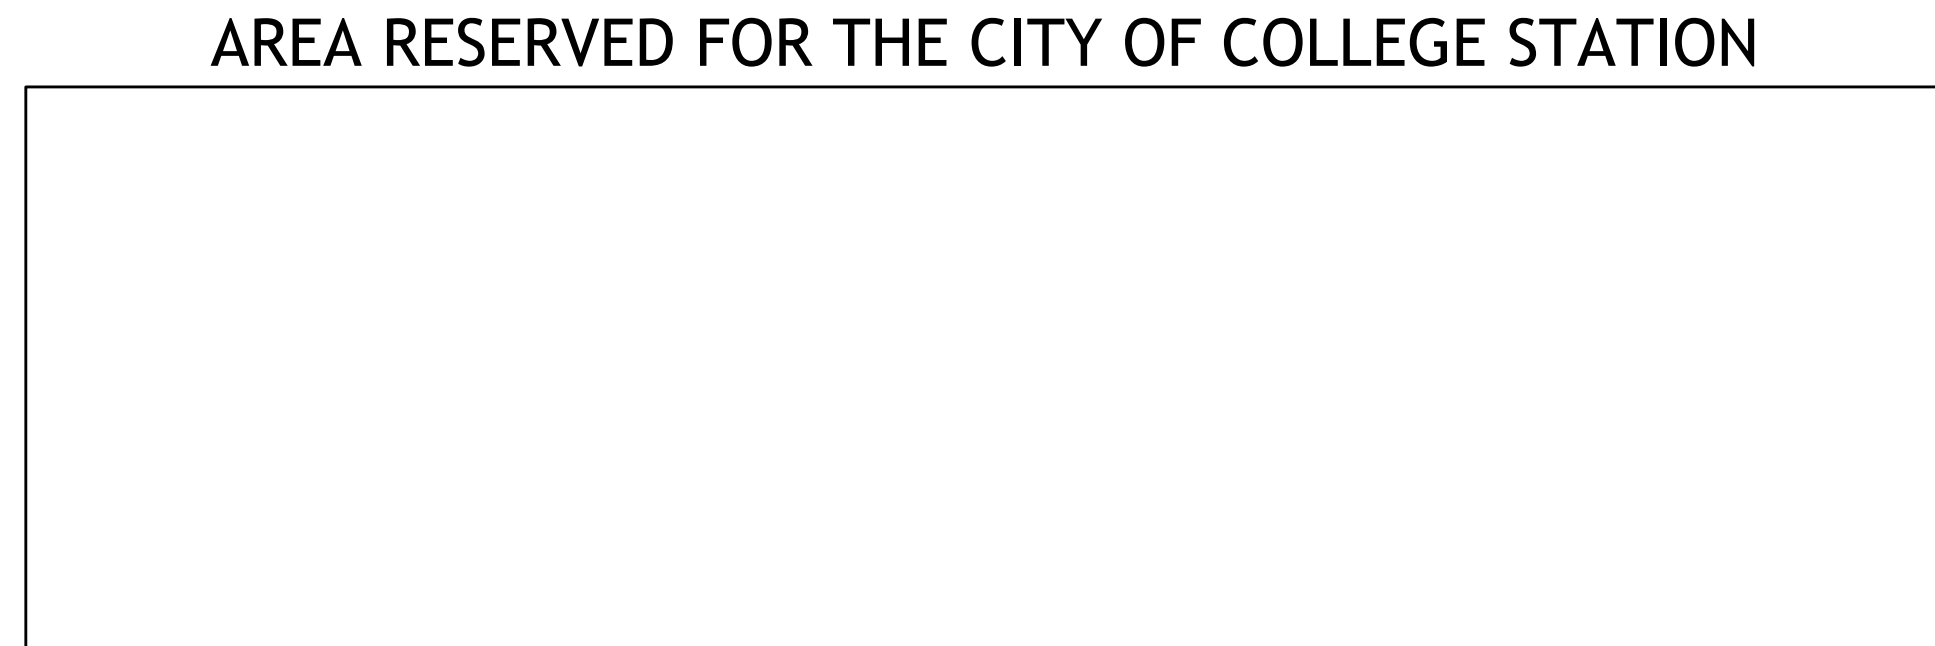 AREA RESERVED FOR THE CITY OF COLLEGE STATION